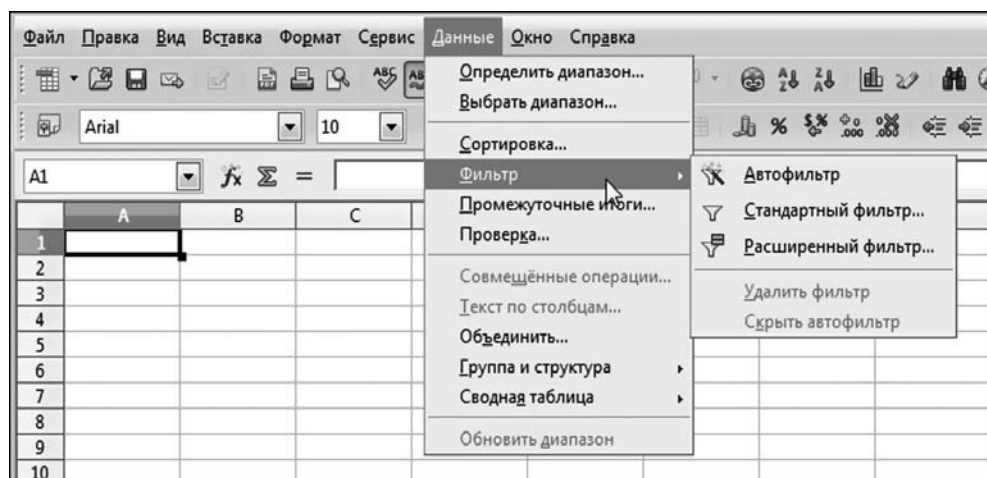 Файл Правка Вид Вставка Формат Сервис Данные Окно Справка
Arial
10
A1
=
A B C
1
2
3
4
5
6
7
8
9
10
Определить диапазон...
Выбрать диапазон...
Сортировка...
Фильтр
Промежуточные итоги...
Проверка...
Совмещённые операции...
Текст по столбцам...
Объединить...
Группа и структура
Сводная таблица
Обновить диапазон
Автофильтр
Стандартный фильтр...
Расширенный фильтр...
Удалить фильтр
Скрыть автофильтр